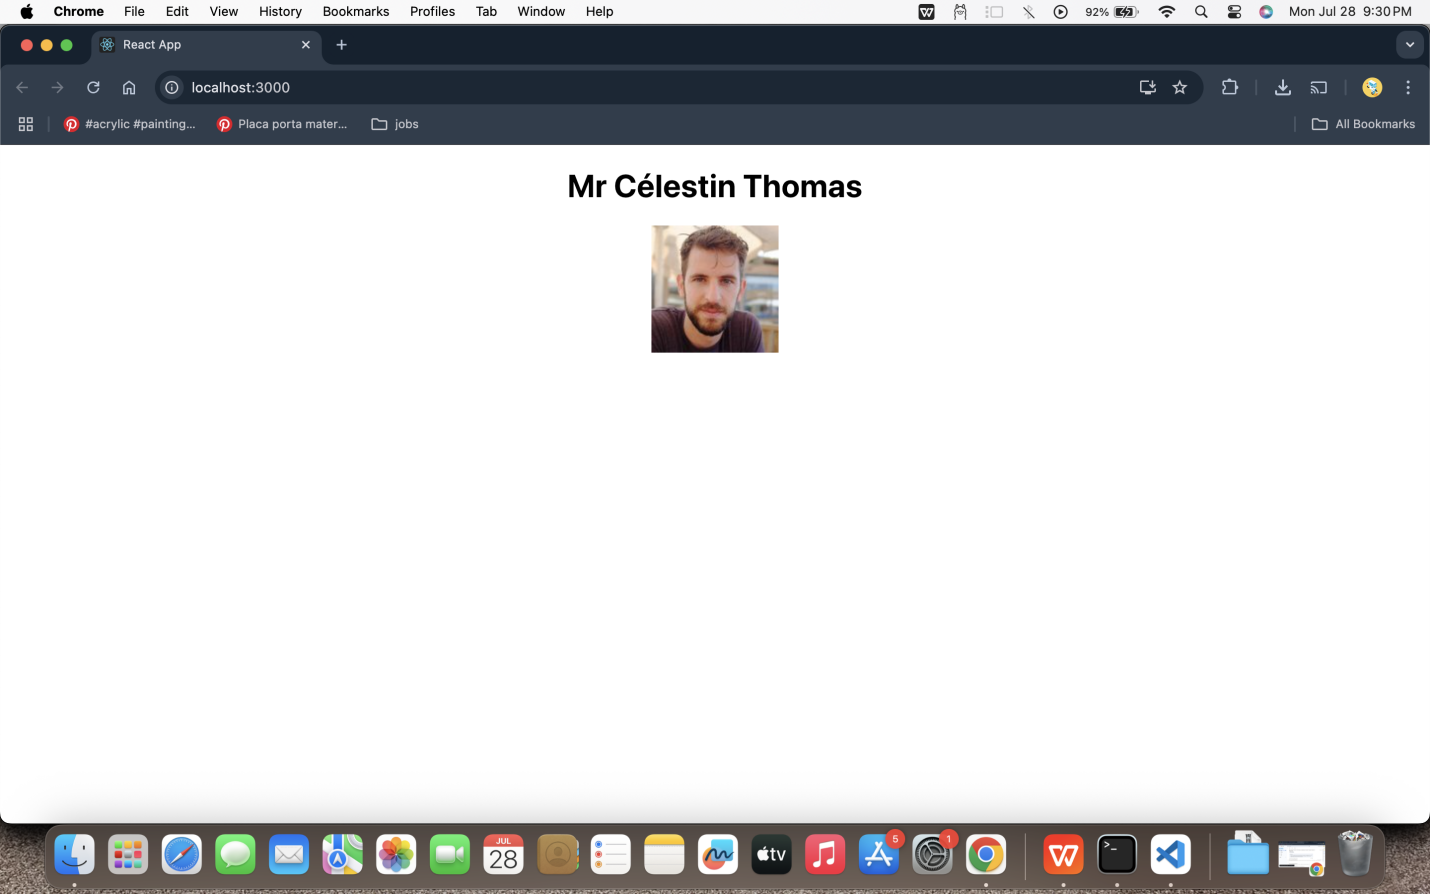 Chrome File Edit View History Bookmarks Profiles Tab Window Help 92% Mon Jul 28 9:30 PM
React App
localhost:3000
#acrylic #painting... Placa porta mater... jobs All Bookmarks
Mr Célestin Thomas
JUL
28
tv
5
1
>_